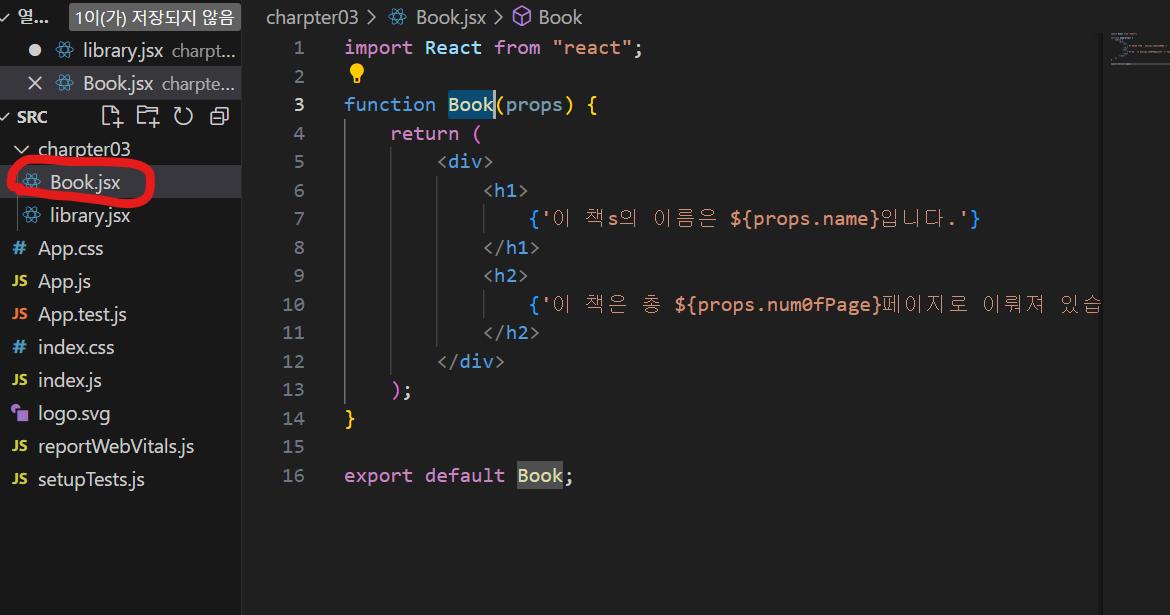 열...
1이(가) 저장되지 않음
library.jsx charpt...
Book.jsx charpte...
SRC
charpter03
Book.jsx
library.jsx
App.css
App.js
App.test.js
index.css
index.js
logo.svg
reportWebVitals.js
setupTests.js
charpter03 > Book.jsx > Book
1 import React from "react";
2
3 function Book(props) {
4 return (
5 <div>
6 <h1>
7 {'이 책s의 이름은 ${props.name}입니다.'}
8 </h1>
9 <h2>
10 {'이 책은 총 ${props.num0fPage}페이지로 이뤄져 있습
11 </h2>
12 </div>
13 );
14 }
15
16 export default Book;